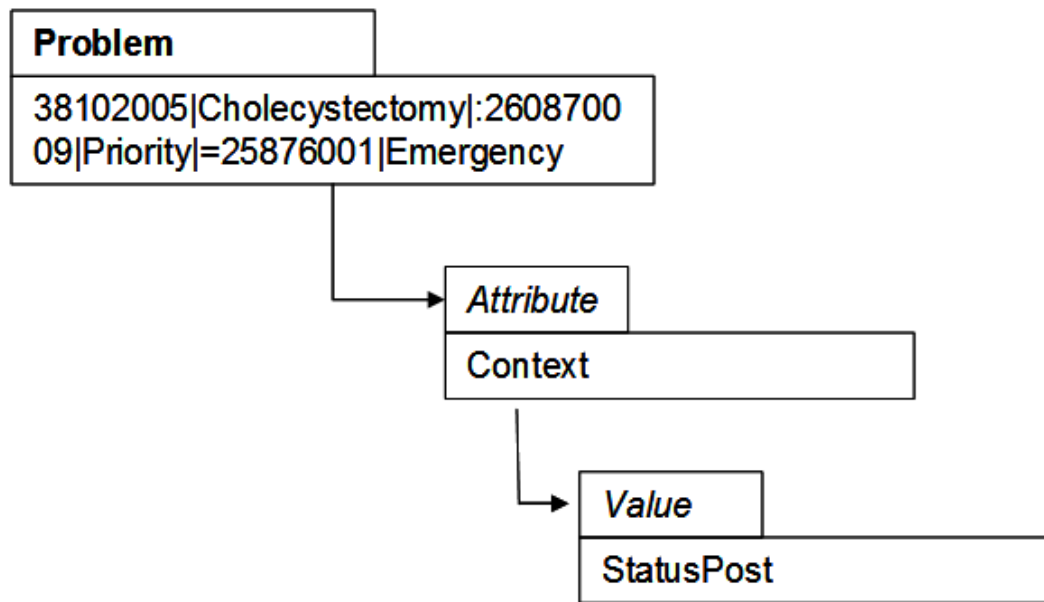 Problem
38102005|Cholecystectomy|:2608700
09|Priority|=25876001|Emergency
Attribute
Context
Value
StatusPost